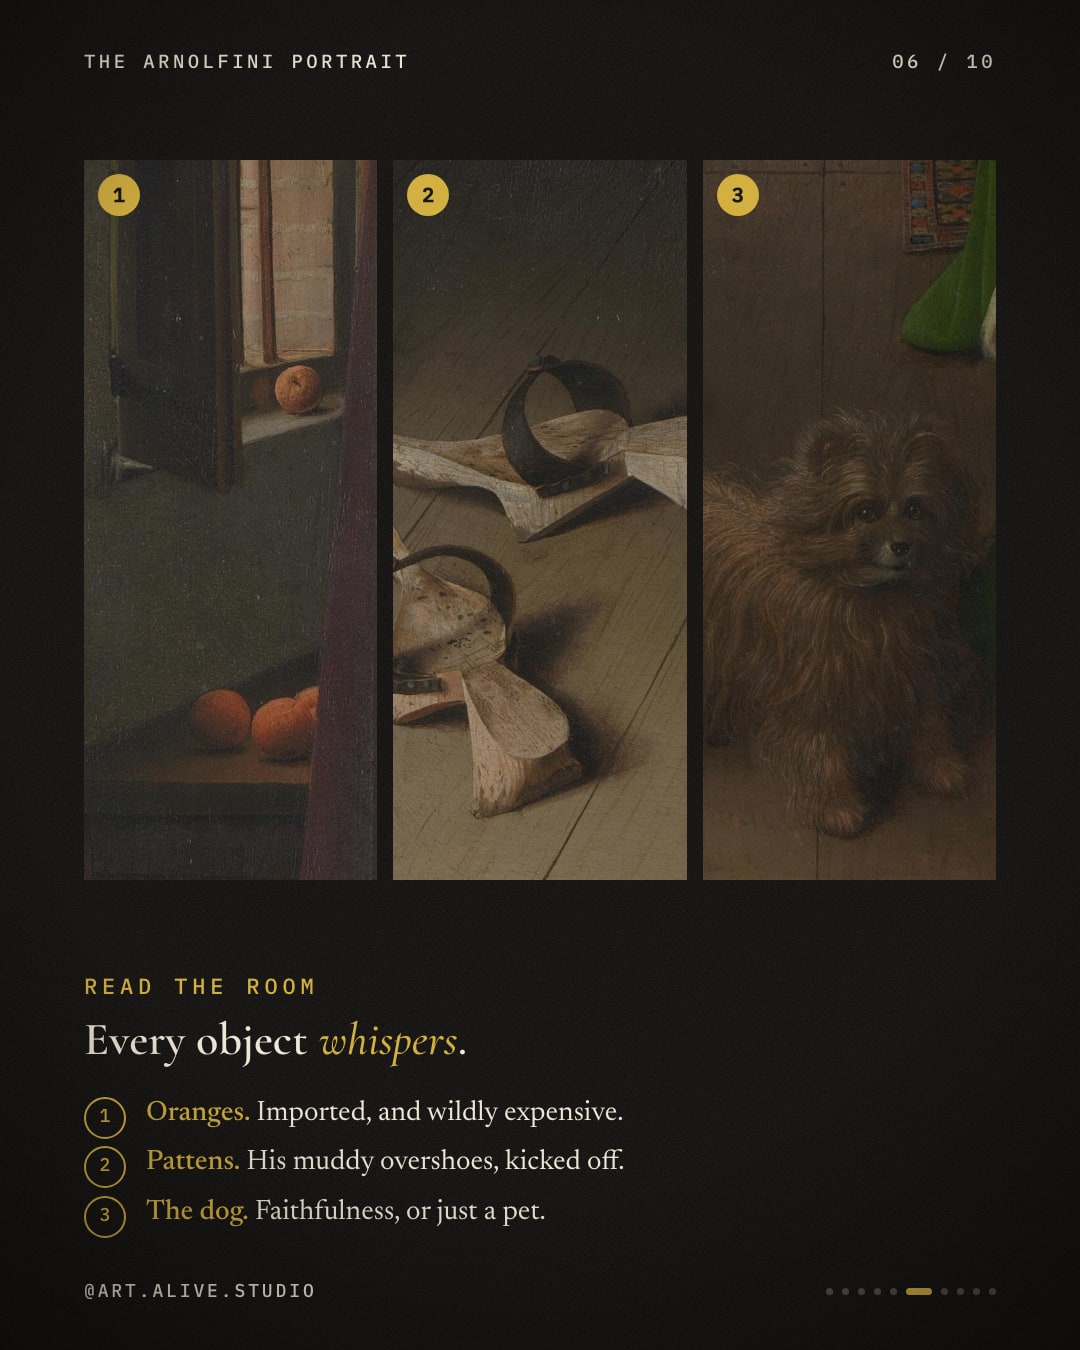 THE ARNOLFINI PORTRAIT
06 / 10
1
2
3
READ THE ROOM
Every object whispers.
1 Oranges. Imported, and wildly expensive.
2 Pattens. His muddy overshoes, kicked off.
3 The dog. Faithfulness, or just a pet.
@ART.ALIVE.STUDIO